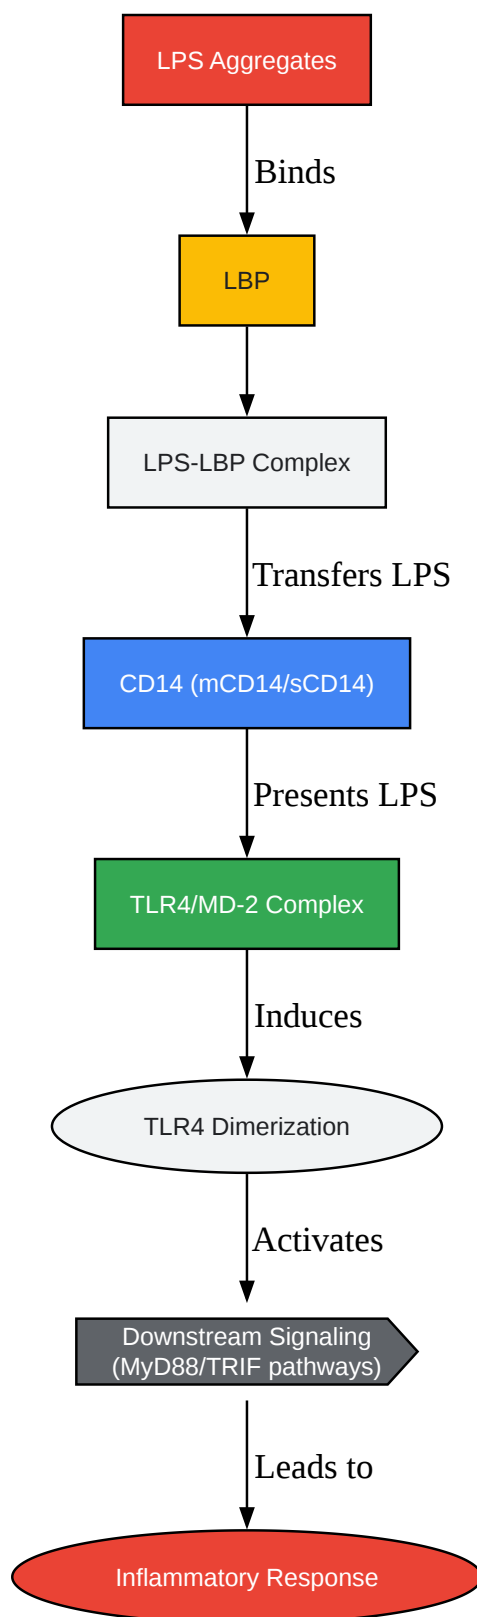 LPS Aggregates
Binds
LBP
LPS-LBP Complex
Transfers LPS
CD14 (mCD14/sCD14)
Presents LPS
TLR4/MD-2 Complex
Induces
TLR4 Dimerization
Activates
Downstream Signaling
(MyD88/TRIF pathways)
Leads to
Inflammatory Response